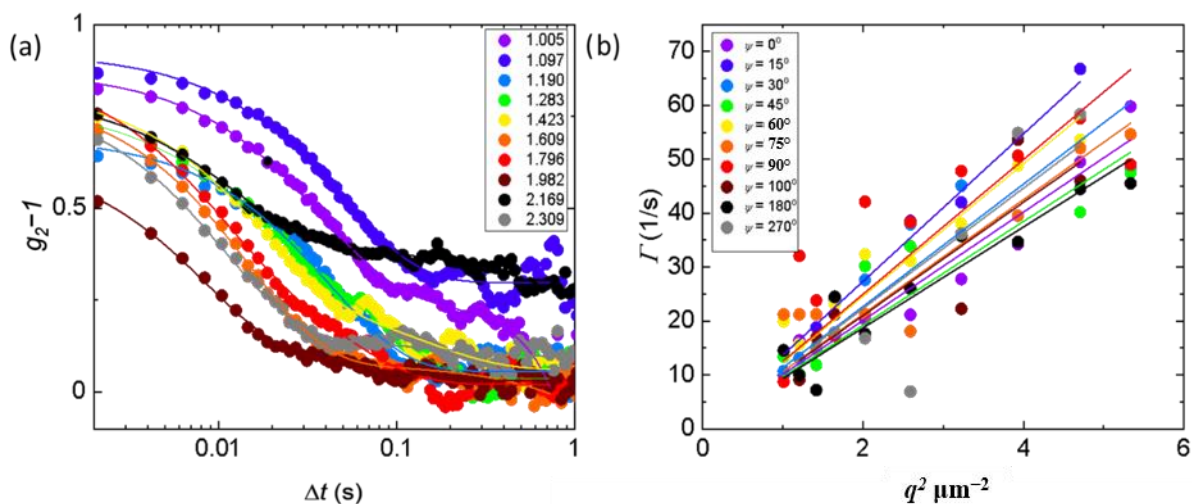 (a)
g₂−1
1
0.5
0
0.01
0.1
1
Δt (s)
1.005
1.097
1.190
1.283
1.423
1.609
1.796
1.982
2.169
2.309
(b)
Γ (1/s)
70
60
50
40
30
20
10
0
0
2
4
6
q² μm⁻²
ψ = 0°
ψ = 15°
ψ = 30°
ψ = 45°
ψ = 60°
ψ = 75°
ψ = 90°
ψ = 100°
ψ = 180°
ψ = 270°